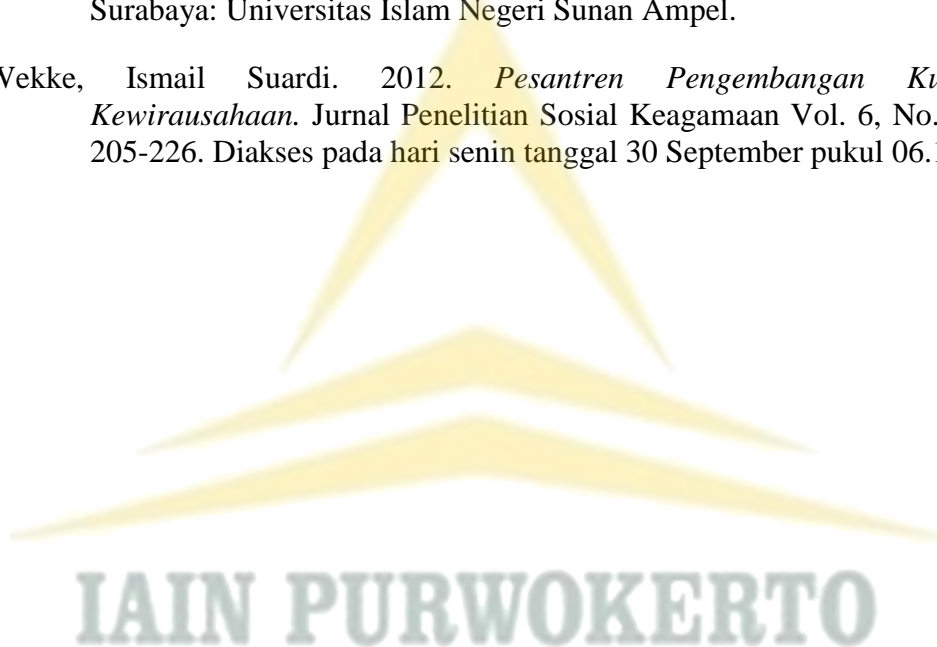 Surabaya: Universitas Islam Negeri Sunan Ampel.
Wekke, Ismail Suardi. 2012. Pesantren Pengembangan
Kewirausahaan. Jurnal Penelitian Sosial Keagamaan Vol. 6, No.
205-226. Diakses pada hari senin tanggal 30 September pukul
IAIN PURWOKERTO